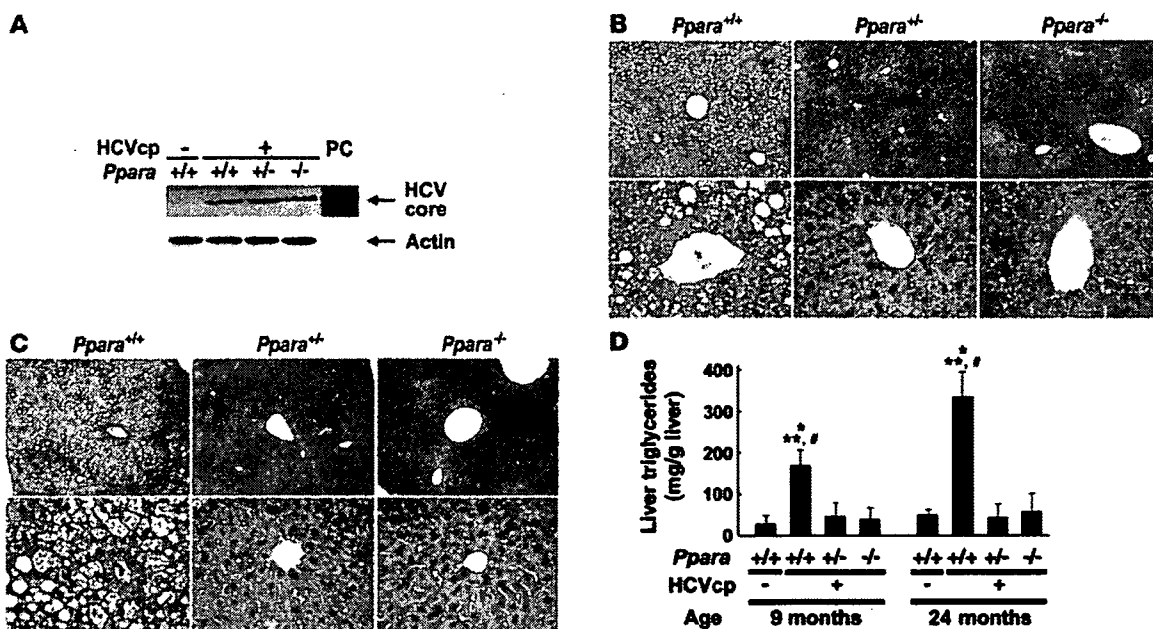 A
HCVcp - + PC
Ppara +/+ +/+ +/- -/-
HCV
core
Actin
B
Ppara+/+ Ppara+/- Ppara-/-
C
Ppara+/+ Ppara+/- Ppara-/-
D
Liver triglycerides
(mg/g liver)
400
300
200
100
0
*
**, #
*
**, #
Ppara +/+ +/+ +/- -/- +/+ +/+ +/- -/-
HCVcp - + - +
Age 9 months 24 months